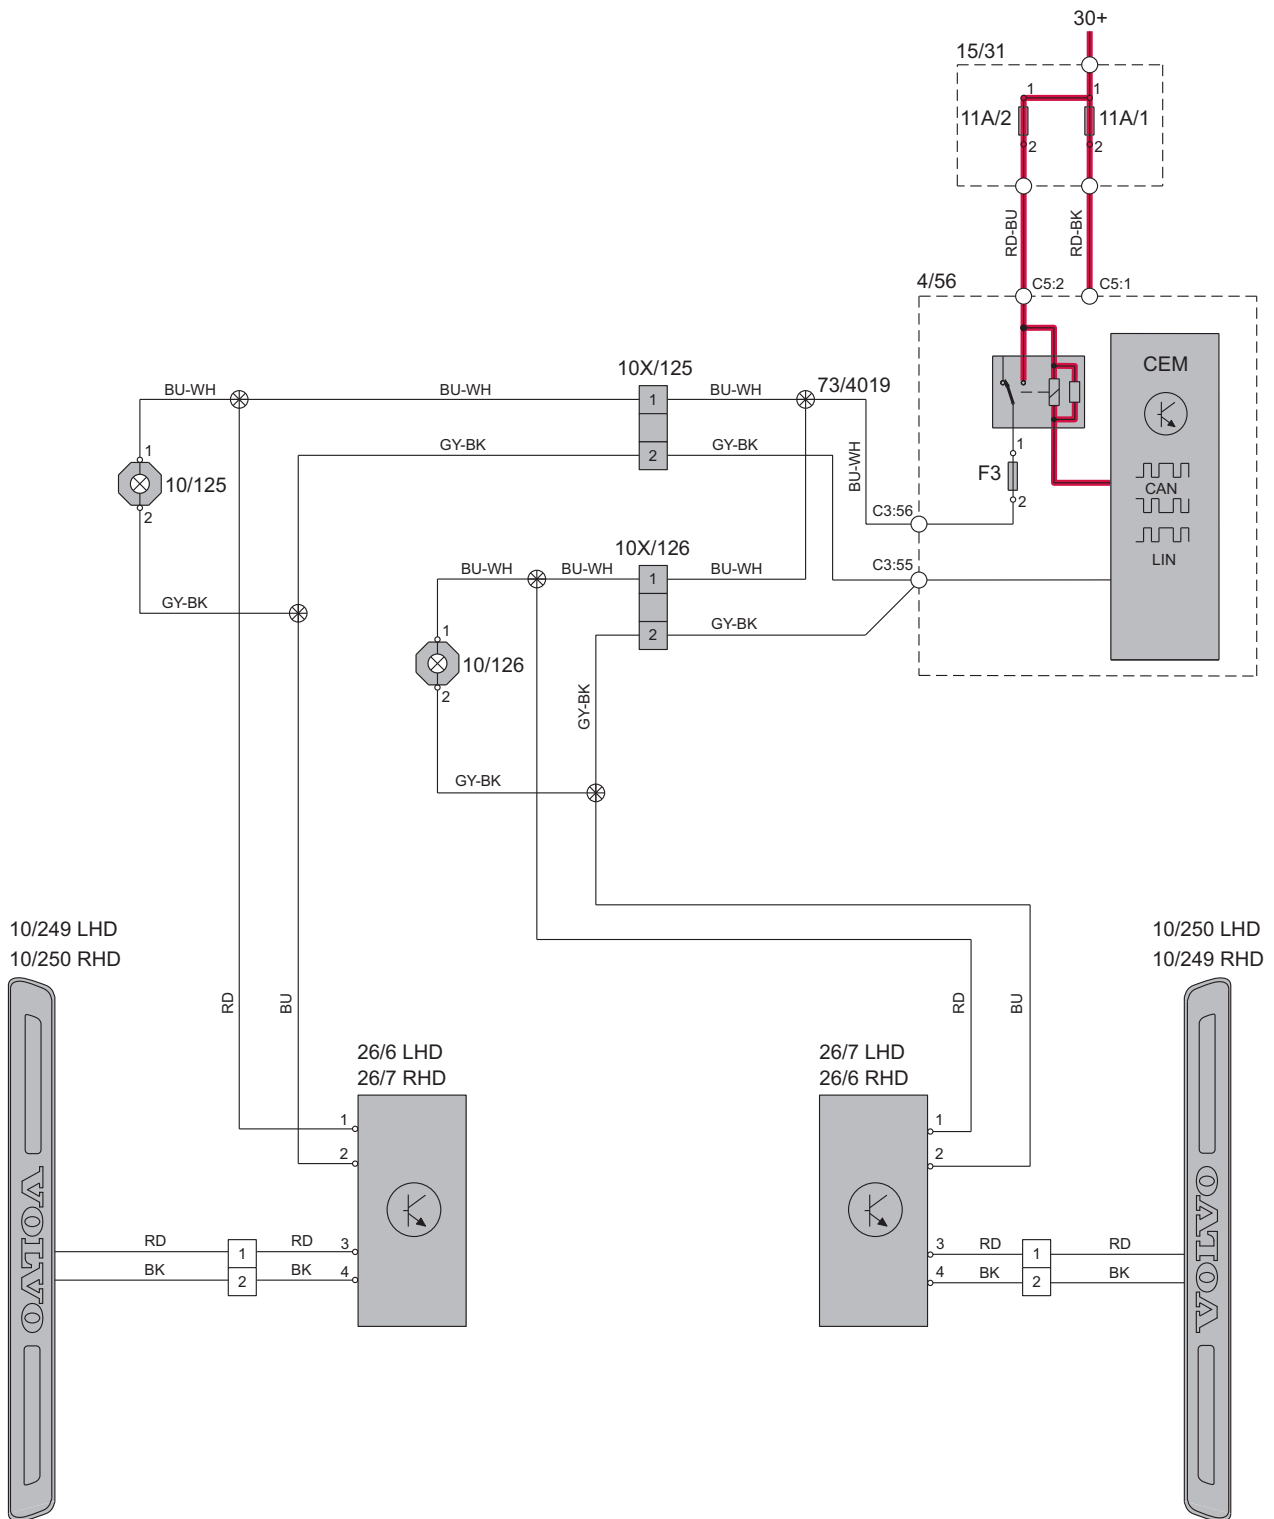 30+
15/31
1
1
11A/2
11A/1
2
2
RD-BU
RD-BK
4/56
C5:2
C5:1
10X/125
73/4019
CEM
BU-WH
BU-WH
1
BU-WH
GY-BK
2
GY-BK
BU-WH
1
F3
2
CAN
LIN
1
10/125
2
C3:56
10X/126
C3:55
BU-WH
BU-WH
1
BU-WH
GY-BK
2
GY-BK
1
10/126
2
GY-BK
GY-BK
10/249 LHD
10/250 RHD
10/250 LHD
10/249 RHD
RD
BU
RD
BU
26/6 LHD
26/7 RHD
26/7 LHD
26/6 RHD
1
2
1
2
VOLVO
RD
1
RD
3
BK
2
BK
4
3
RD
1
RD
4
BK
2
BK
VOLVO